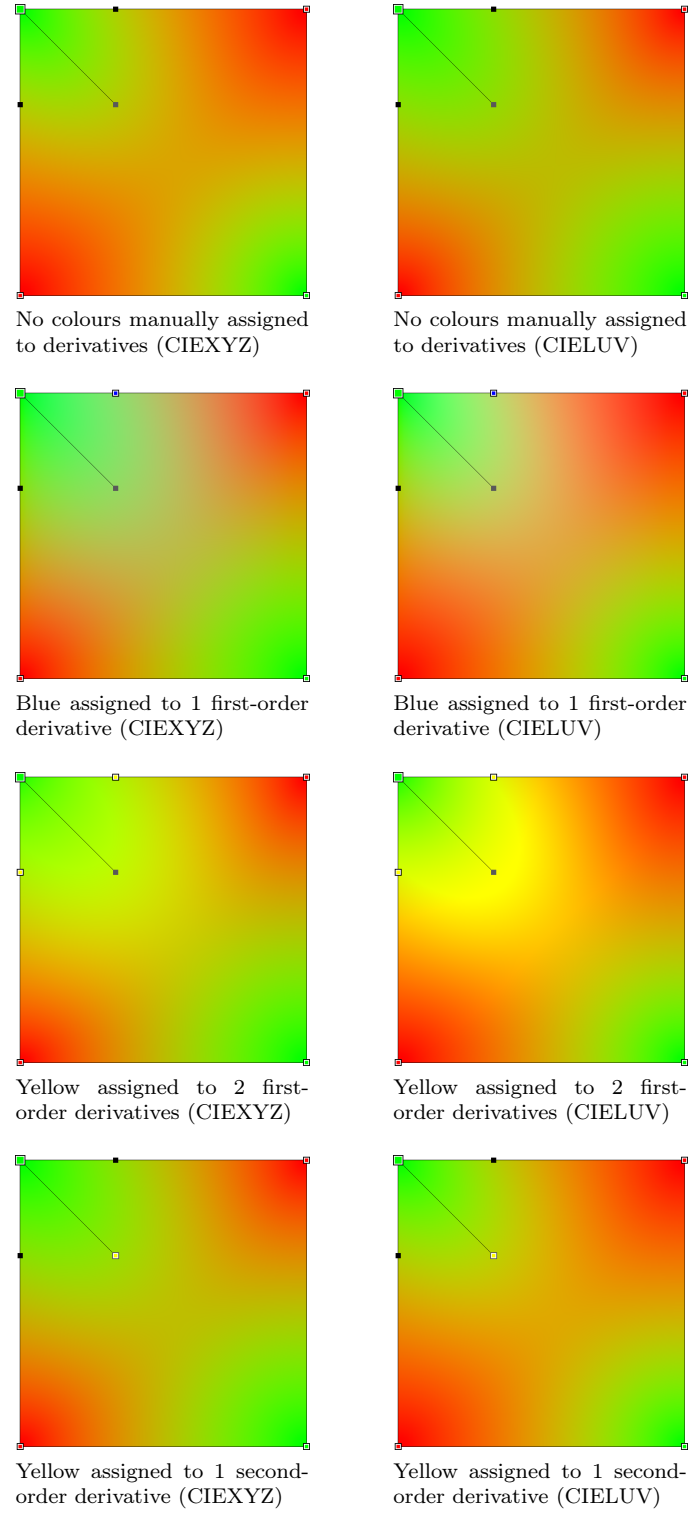 No colours manually assigned
to derivatives (CIEXYZ)
No colours manually assigned
to derivatives (CIELUV)
Blue assigned to 1 first-order
derivative (CIEXYZ)
Blue assigned to 1 first-order
derivative (CIELUV)
Yellow assigned to 2 first-
order derivatives (CIEXYZ)
Yellow assigned to 2 first-
order derivatives (CIELUV)
Yellow assigned to 1 second-
order derivative (CIEXYZ)
Yellow assigned to 1 second-
order derivative (CIELUV)